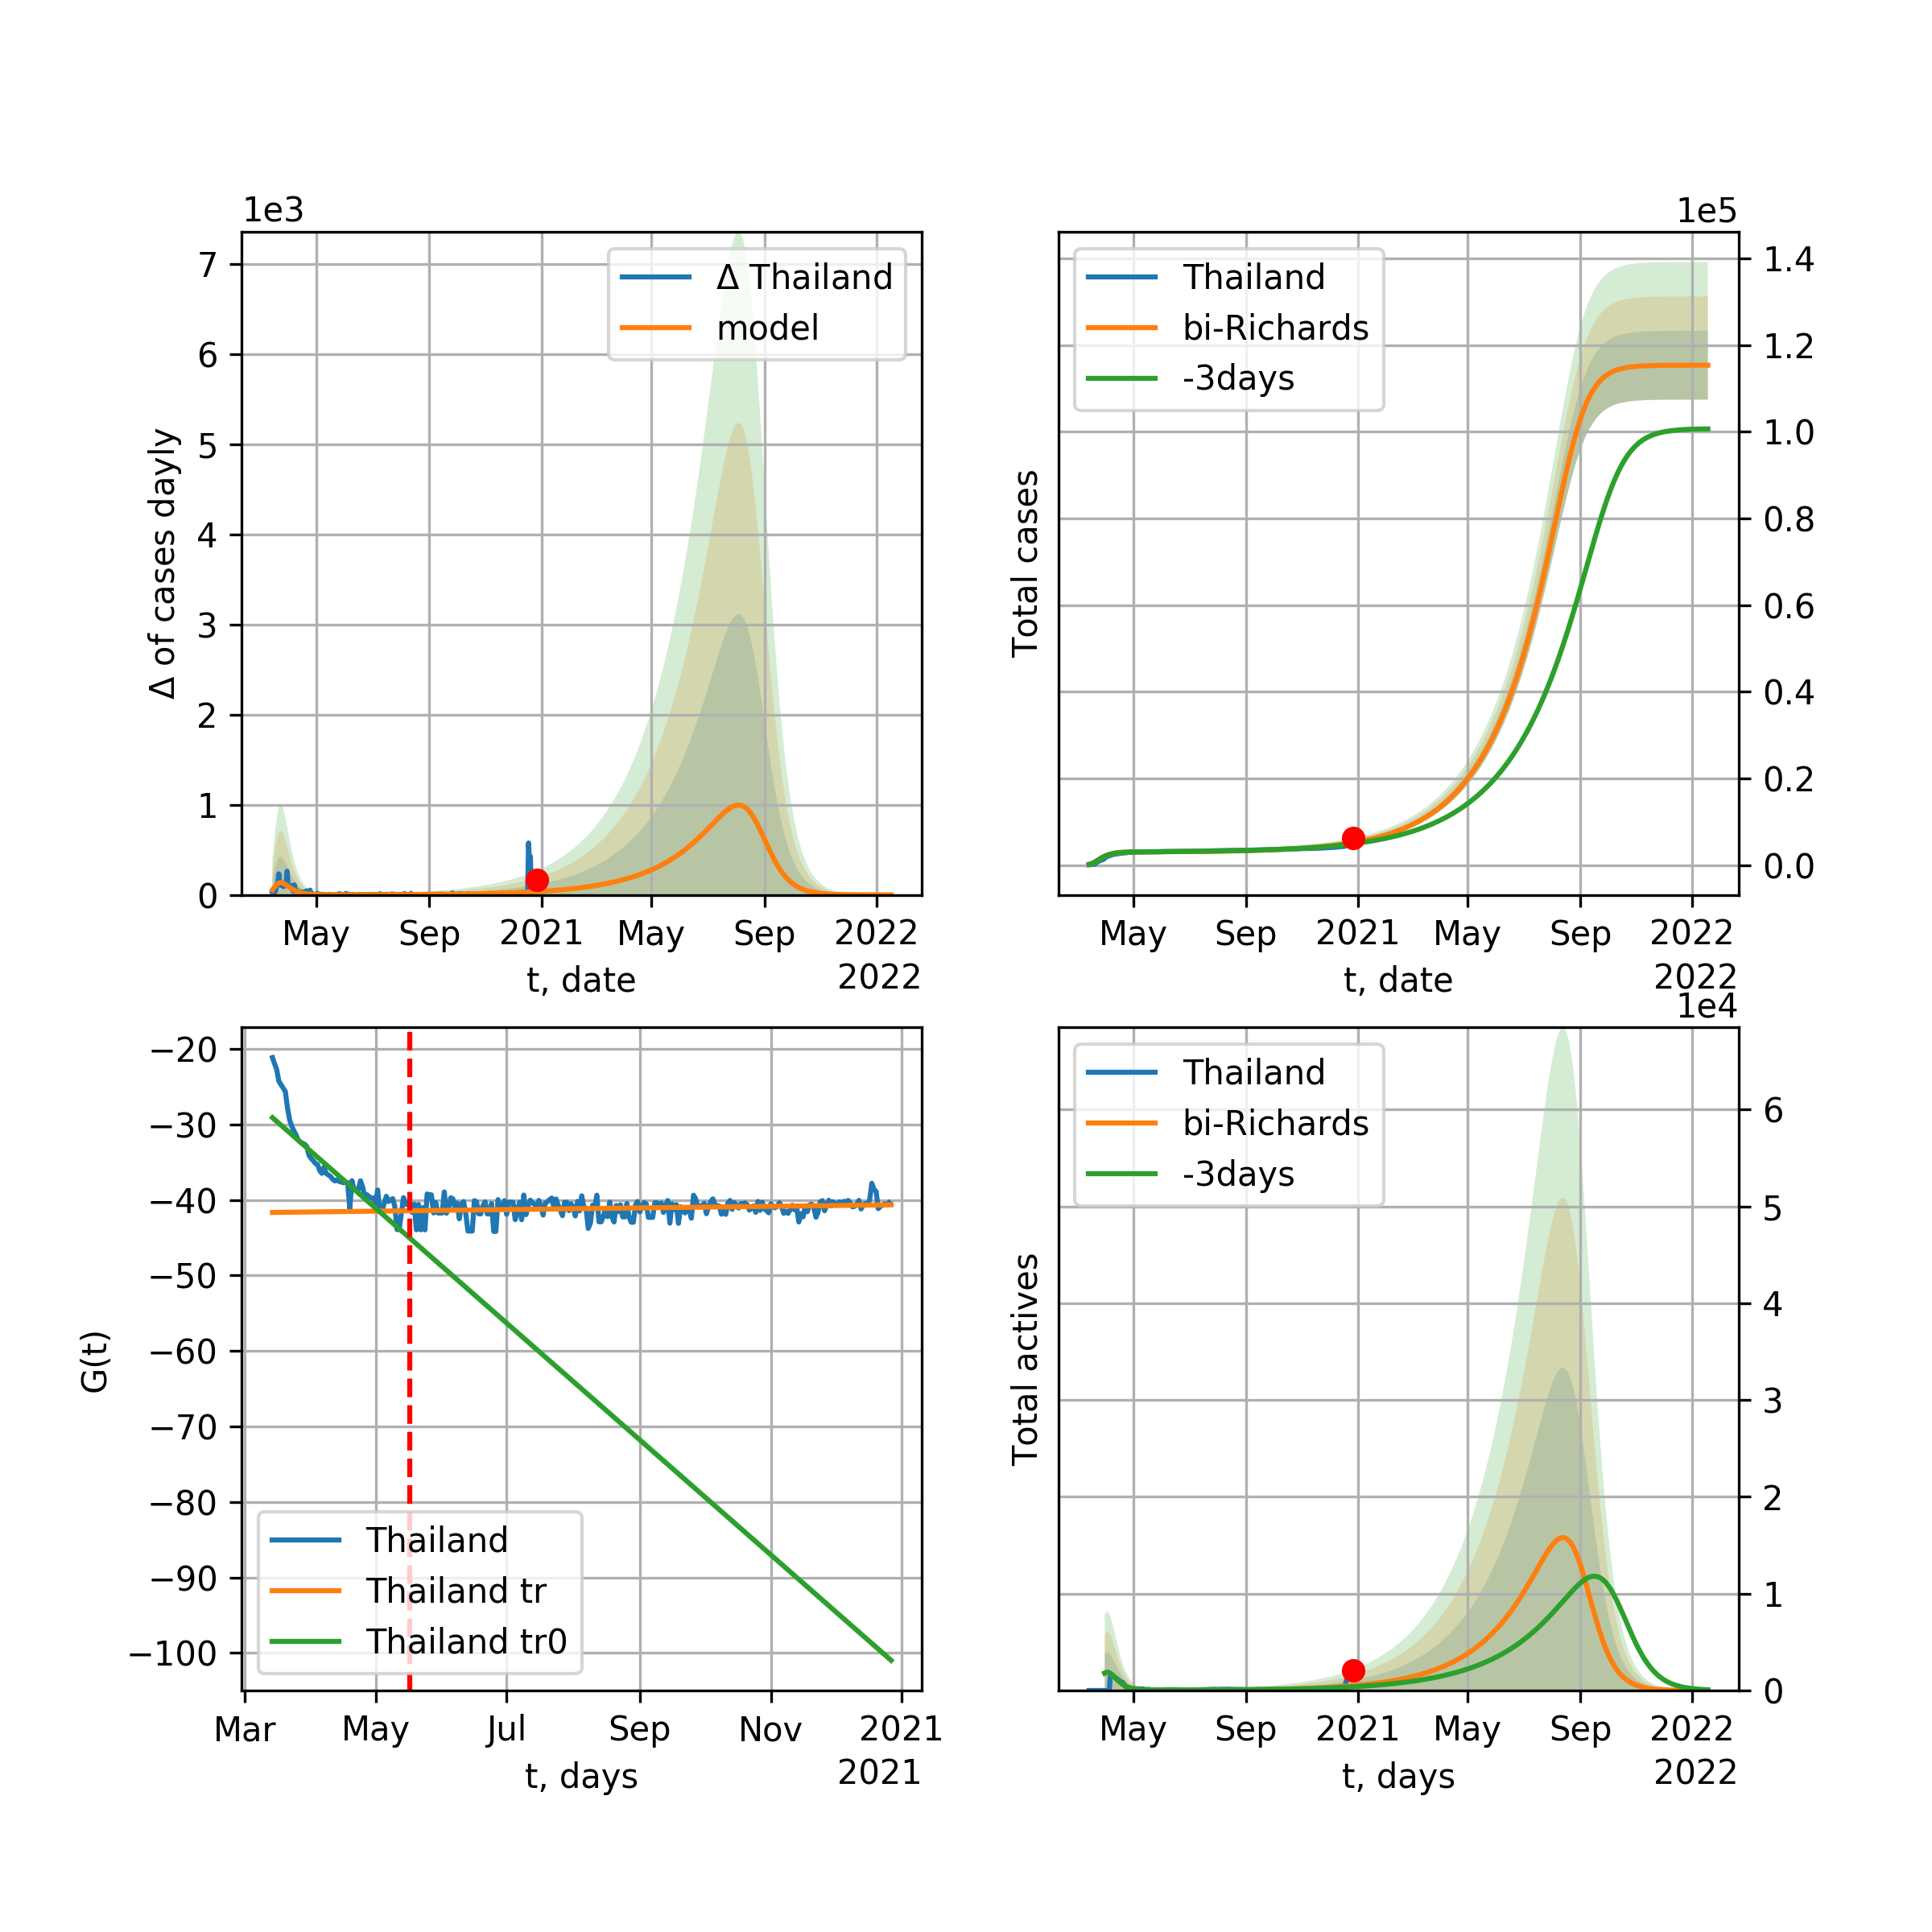 1e3
7
6
5
4
3
2
1
0
Δ of cases dayly
Δ Thailand
model
May Sep 2021 May Sep 2022
t, date
2022
1e5
Thailand
bi-Richards
-3days
Total cases
1.4
1.2
1.0
0.8
0.6
0.4
0.2
0.0
May Sep 2021 May Sep 2022
t, date
2022
−20
−30
−40
−50
−60
−70
−80
−90
−100
G(t)
Thailand
Thailand tr
Thailand tr0
Mar May Jul Sep Nov 2021
t, days
2021
1e4
Thailand
bi-Richards
-3days
Total actives
6
5
4
3
2
1
0
May Sep 2021 May Sep 2022
t, days
2022